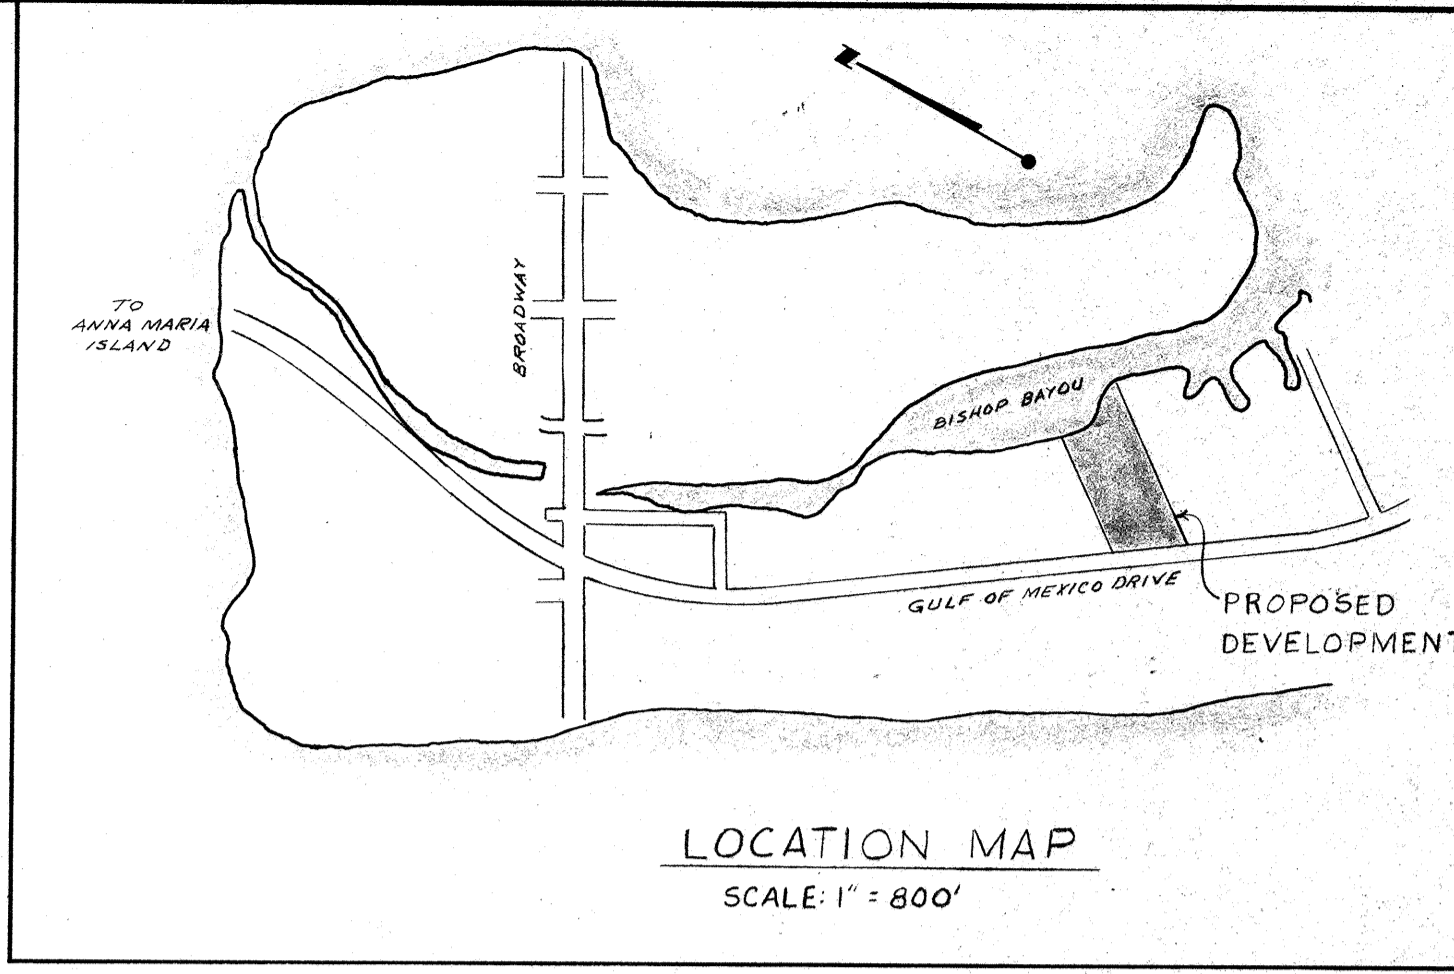 N
TO
ANNA MARIA
ISLAND
BROADWAY
BISHOP BAYOU
GULF OF MEXICO DRIVE
PROPOSED
DEVELOPMENT
LOCATION MAP
SCALE: 1" = 800'